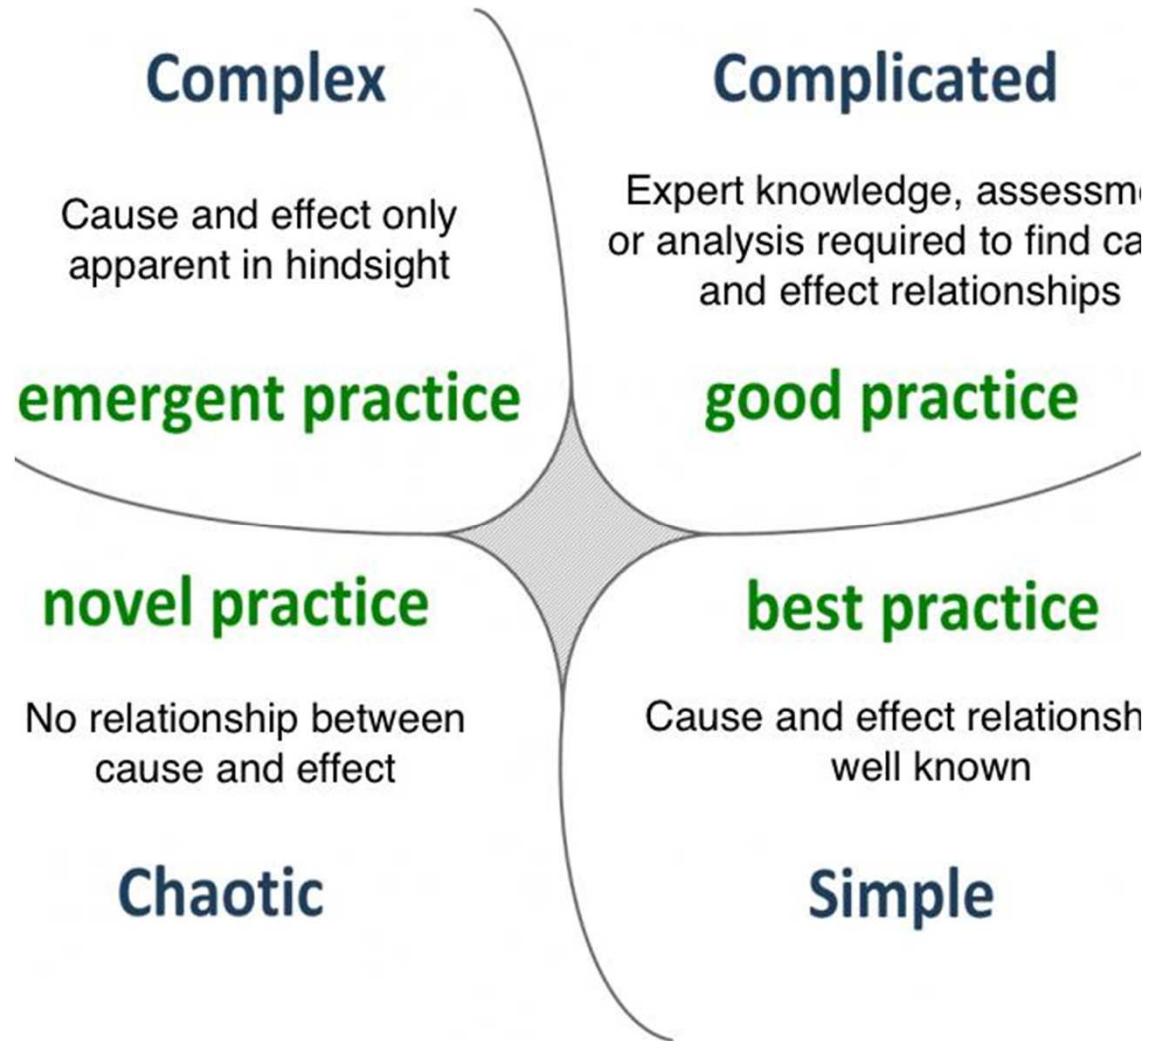 Complex
Cause and effect only
apparent in hindsight
emergent practice
Complicated
Expert knowledge, assessm
or analysis required to find ca
and effect relationships
good practice
novel practice
No relationship between
cause and effect
Chaotic
best practice
Cause and effect relationsh
well known
Simple